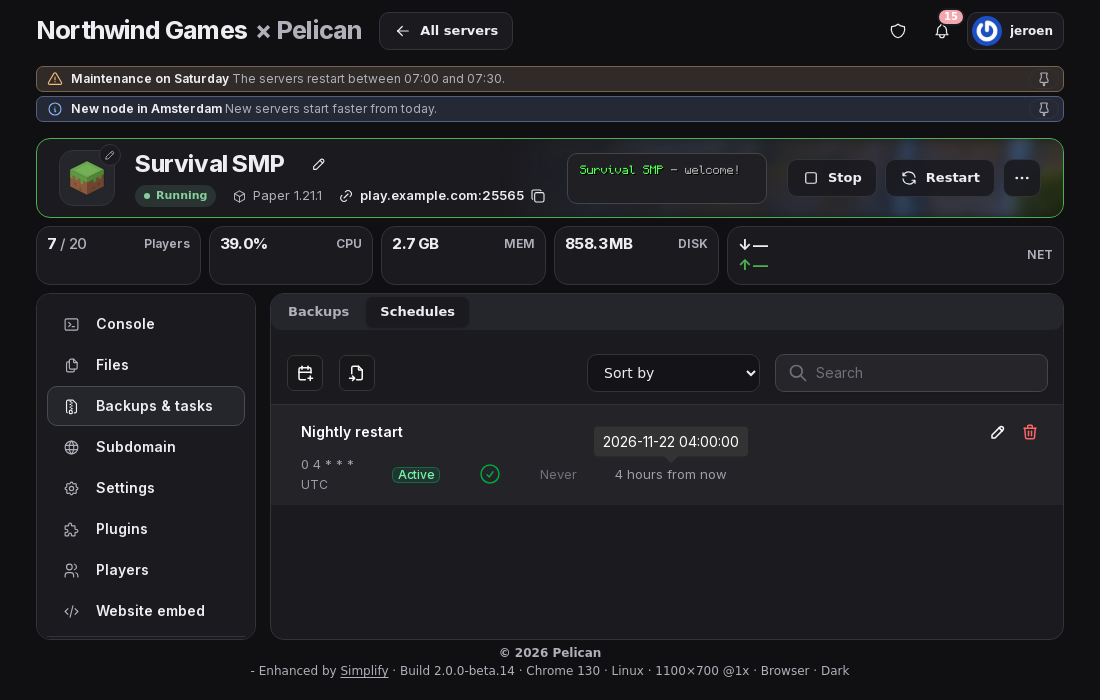 Northwind Games × Pelican
All servers
15
jeroen
Maintenance on Saturday The servers restart between 07:00 and 07:30.
New node in Amsterdam New servers start faster from today.
Survival SMP
Running
Paper 1.21.1
play.example.com:25565
Survival SMP — welcome!
Stop
Restart
7 / 20
Players
39.0%
CPU
2.7 GB
MEM
858.3 MB
DISK
↓—
↑—
NET
Console
Files
Backups & tasks
Subdomain
Settings
Plugins
Players
Website embed
Backups
Schedules
Sort by
Search
Nightly restart
2026-11-22 04:00:00
0 4 * * *
UTC
Active
Never
4 hours from now
© 2026 Pelican
- Enhanced by Simplify · Build 2.0.0-beta.14 · Chrome 130 · Linux · 1100×700 @1x · Browser · Dark